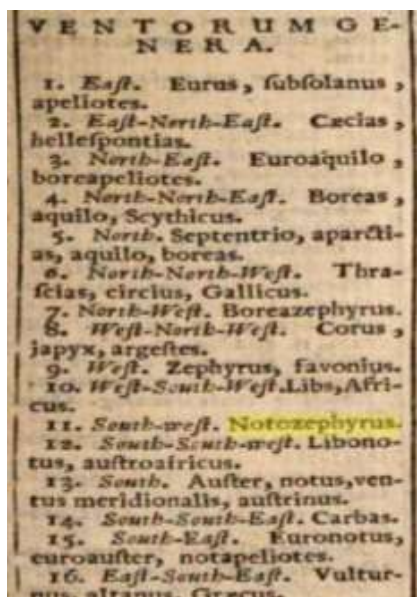 VENTORUM GE-
NERA.
1. Eaſt. Eurus, ſubſolanus,
apeliotes.
2. Eaſt-North-Eaſt. Cæcias,
helleſpontias.
3. North-Eaſt. Euroaquilo,
boreapeliotes.
4. North-North-Eaſt. Boreas,
aquilo, Scythicus.
5. North. Septentrio, aparcti-
as, aquilo, boreas.
6. North-North-Weſt. Thra-
ſcias, circius, Gallicus.
7. North-Weſt. Boreazephyrus.
8. Weſt-North-Weſt. Corus,
japyx, argeſtes.
9. Weſt. Zephyrus, favonius.
10. Weſt-South-Weſt. Libs, Afri-
cus.
11. South-weſt. Notozephyrus.
12. South-South-weſt. Libono-
tus, auſtroafricus.
13. South. Auſter, notus, ven-
tus meridionalis, auſtrinus.
14. South-South-Eaſt. Carbas.
15. South-Eaſt. Euronotus,
euroauſter, notapeliotes.
16. Eaſt-South-Eaſt. Vultur-
nus, altanus, Græcus.